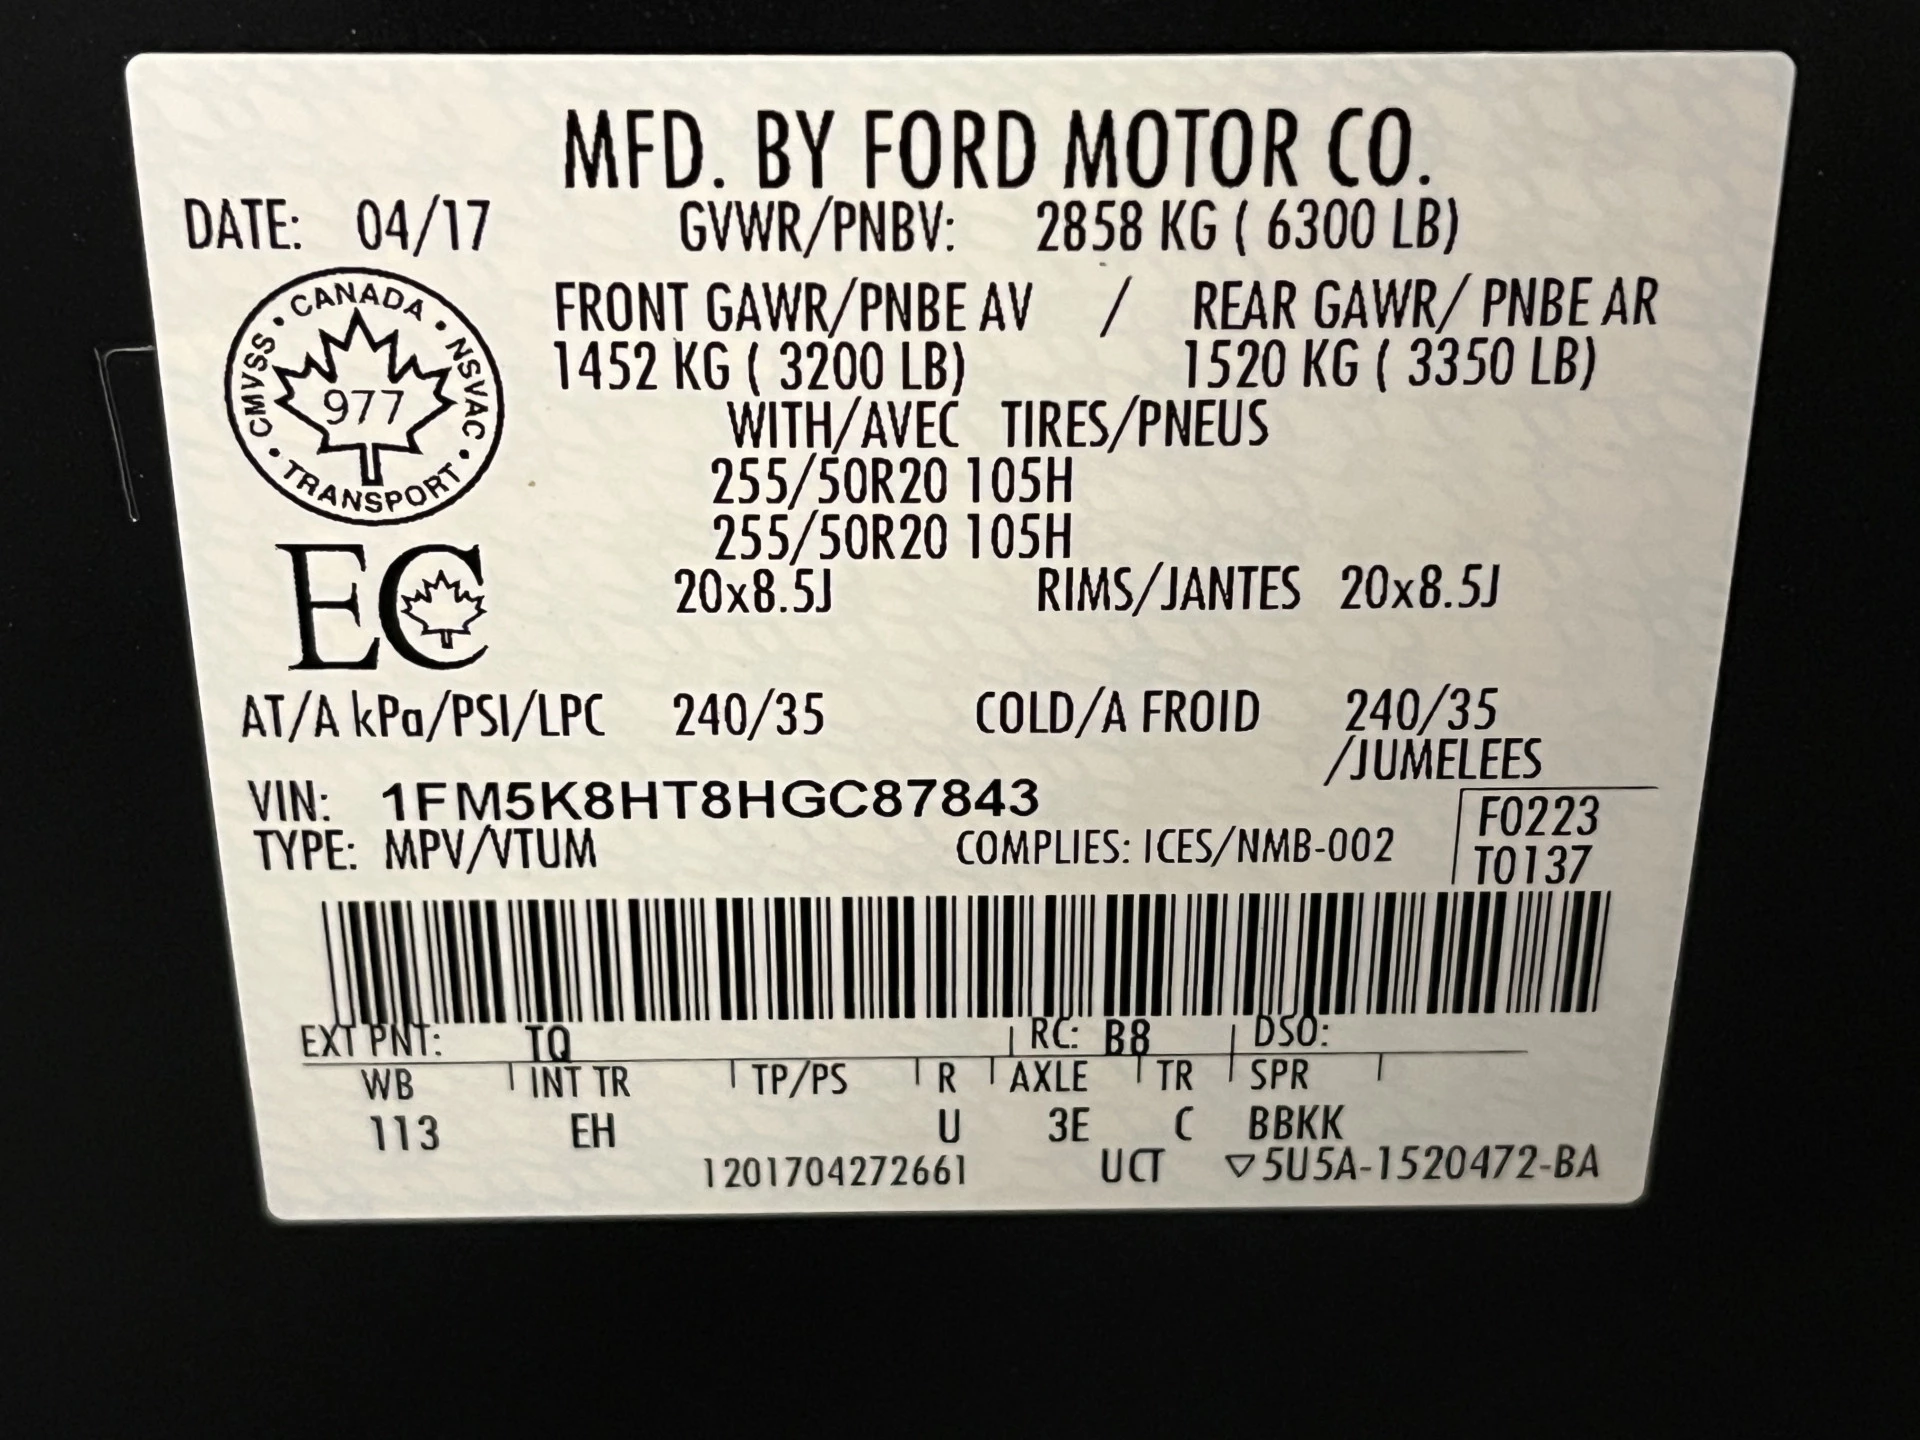 MFD. BY FORD MOTOR CO.
DATE: 04/17 GVWR/PNBV: 2858 KG ( 6300 LB)
FRONT GAWR/PNBE AV / REAR GAWR/ PNBE AR
1452 KG ( 3200 LB) 1520 KG ( 3350 LB)
WITH/AVEC TIRES/PNEUS
255/50R20 105H
255/50R20 105H
20x8.5J RIMS/JANTES 20x8.5J
CANADA • NSVAC • TRANSPORT • CMVSS •
977
EC
AT/A kPa/PSI/LPC 240/35 COLD/A FROID 240/35
/JUMELEES
VIN: 1FM5K8HT8HGC87843
F0223
TYPE: MPV/VTUM COMPLIES: ICES/NMB-002
T0137
EXT PNT: TQ RC: B8 DSO:
WB INT TR TP/PS R AXLE TR SPR
113 EH U 3E C BBKK
1201704272661 UCT ▽5U5A-1520472-BA